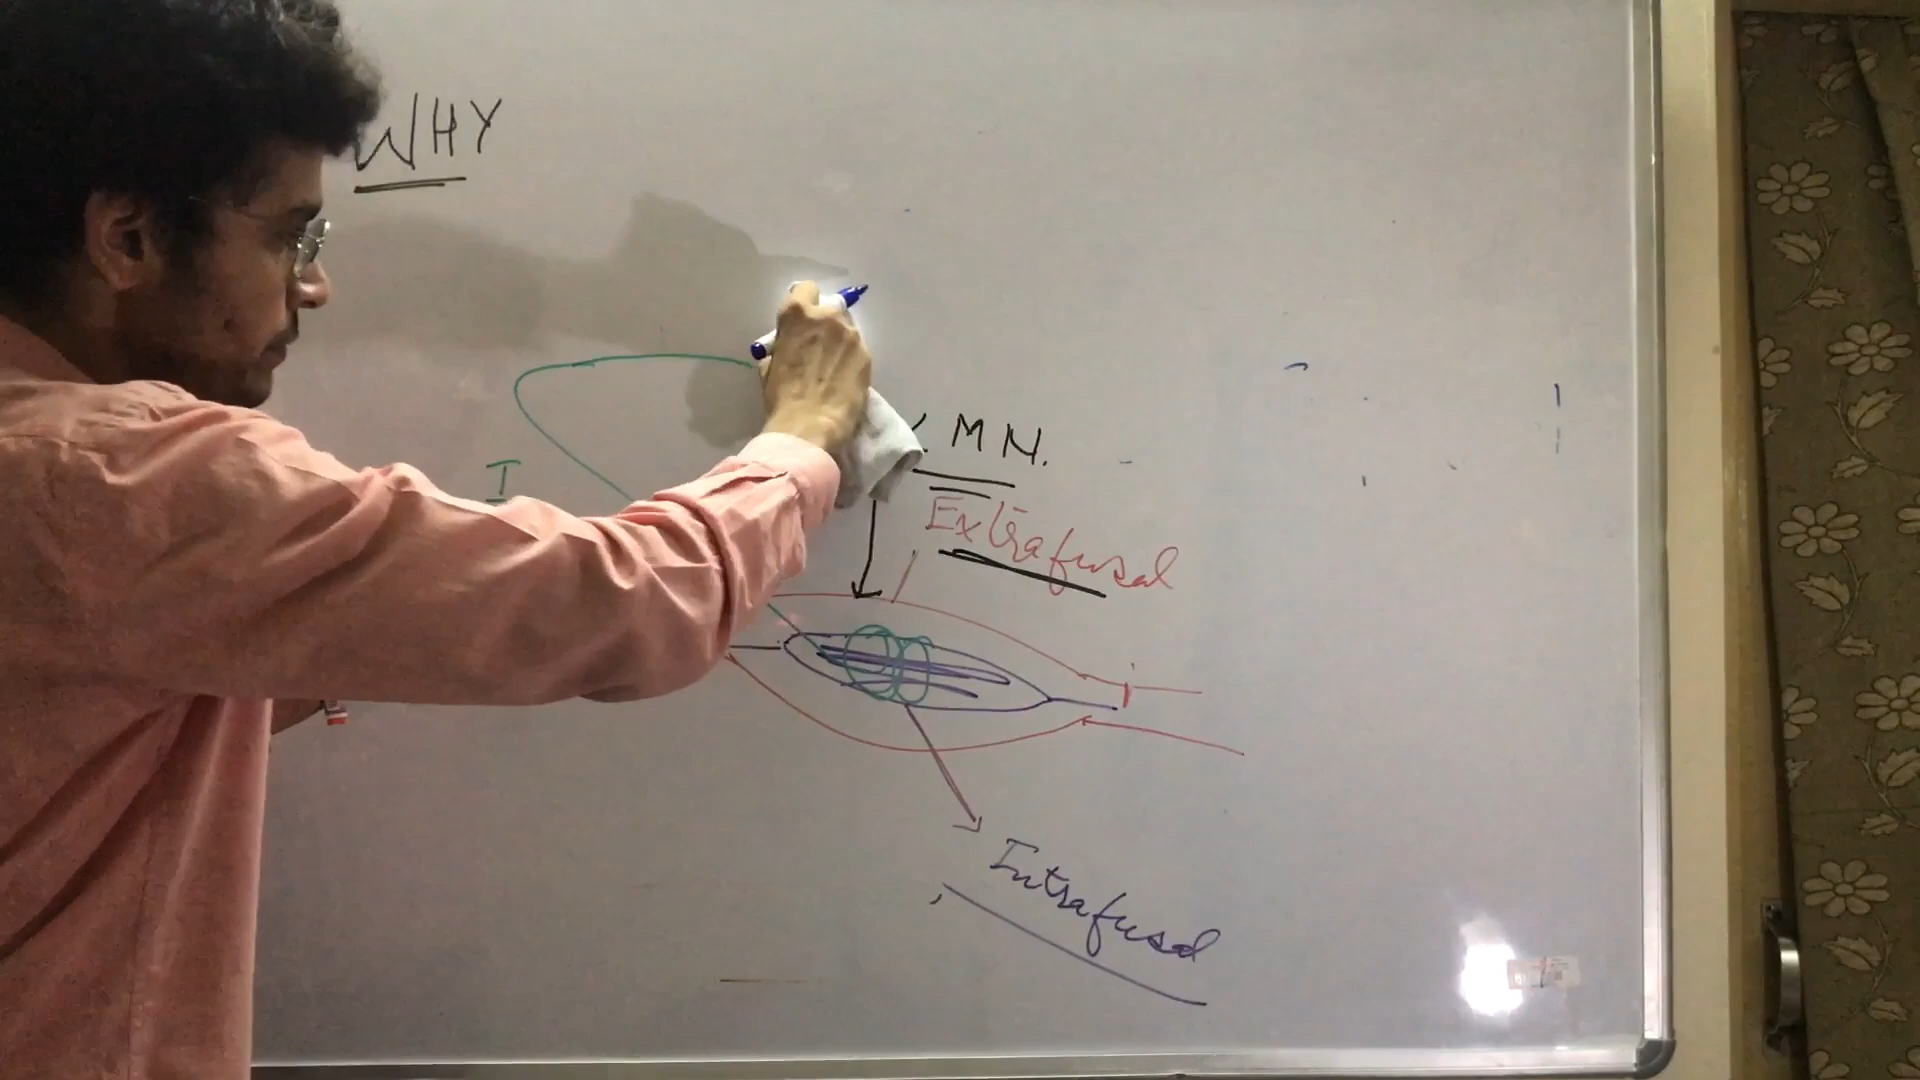 WHY
. M N.
I
Extrafusal
Intrafusal